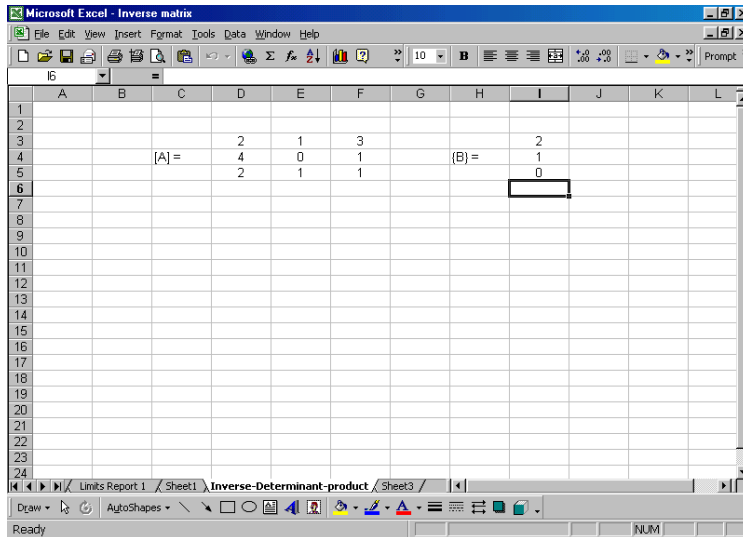 Microsoft Excel - Inverse matrix
File Edit View Insert Format Tools Data Window Help
10 B Prompt
I6 =
A B C D E F G H I J K L
1
2
3 2 1 3 2
4 [A] = 4 0 1 {B} = 1
5 2 1 1 0
6
7
8
9
10
11
12
13
14
15
16
17
18
19
20
21
22
23
24
Limits Report 1 Sheet1 Inverse-Determinant-product Sheet3
Draw AutoShapes
Ready NUM